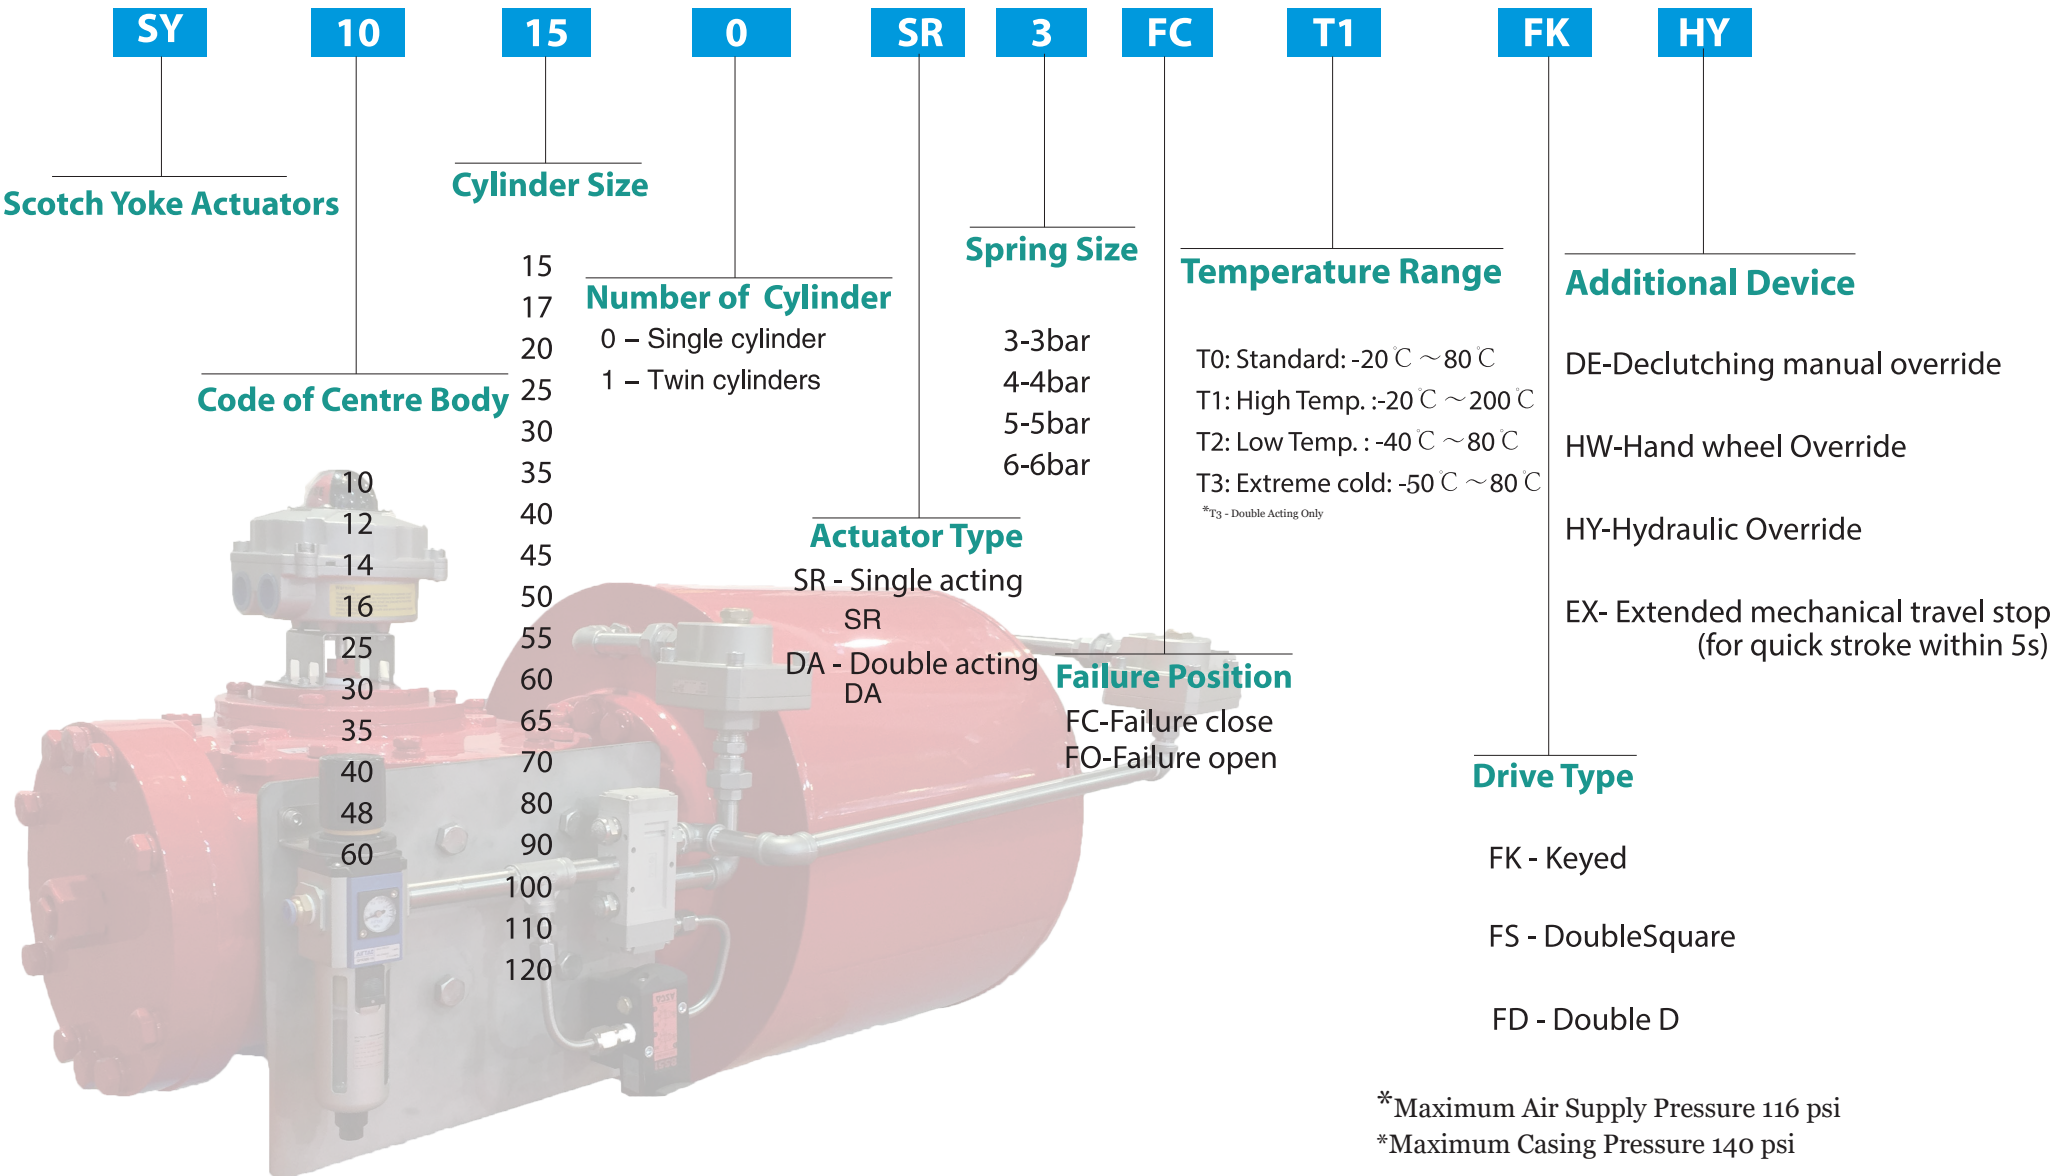 SY 10 15 0 SR 3 FC T1 FK HY
Scotch Yoke Actuators
Code of Centre Body
10
12
14
16
25
30
35
40
48
60
Cylinder Size
15
17
20
25
30
35
40
45
50
55
60
65
70
80
90
100
110
120
Number of Cylinder
0 – Single cylinder
1 – Twin cylinders
Actuator Type
SR - Single acting
SR
DA - Double acting
DA
Spring Size
3-3bar
4-4bar
5-5bar
6-6bar
Failure Position
FC-Failure close
FO-Failure open
Temperature Range
T0: Standard: -20℃ ~80℃
T1: High Temp. :-20℃ ~200℃
T2: Low Temp. : -40℃ ~80℃
T3: Extreme cold: -50℃ ~80℃
*T3 - Double Acting Only
Drive Type
FK - Keyed
FS - DoubleSquare
FD - Double D
Additional Device
DE-Declutching manual override
HW-Hand wheel Override
HY-Hydraulic Override
EX- Extended mechanical travel stop
(for quick stroke within 5s)
*Maximum Air Supply Pressure 116 psi
*Maximum Casing Pressure 140 psi